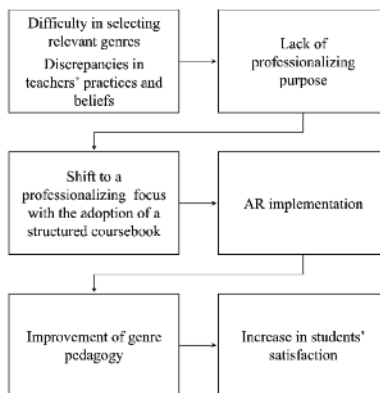 Difficulty in selecting
relevant genres
Discrepancies in
teachers' practices and
beliefs
Lack of
professionalizing
purpose
Shift to a
professionalizing focus
with the adoption of a
structured coursebook
AR implementation
Improvement of genre
pedagogy
Increase in students'
satisfaction